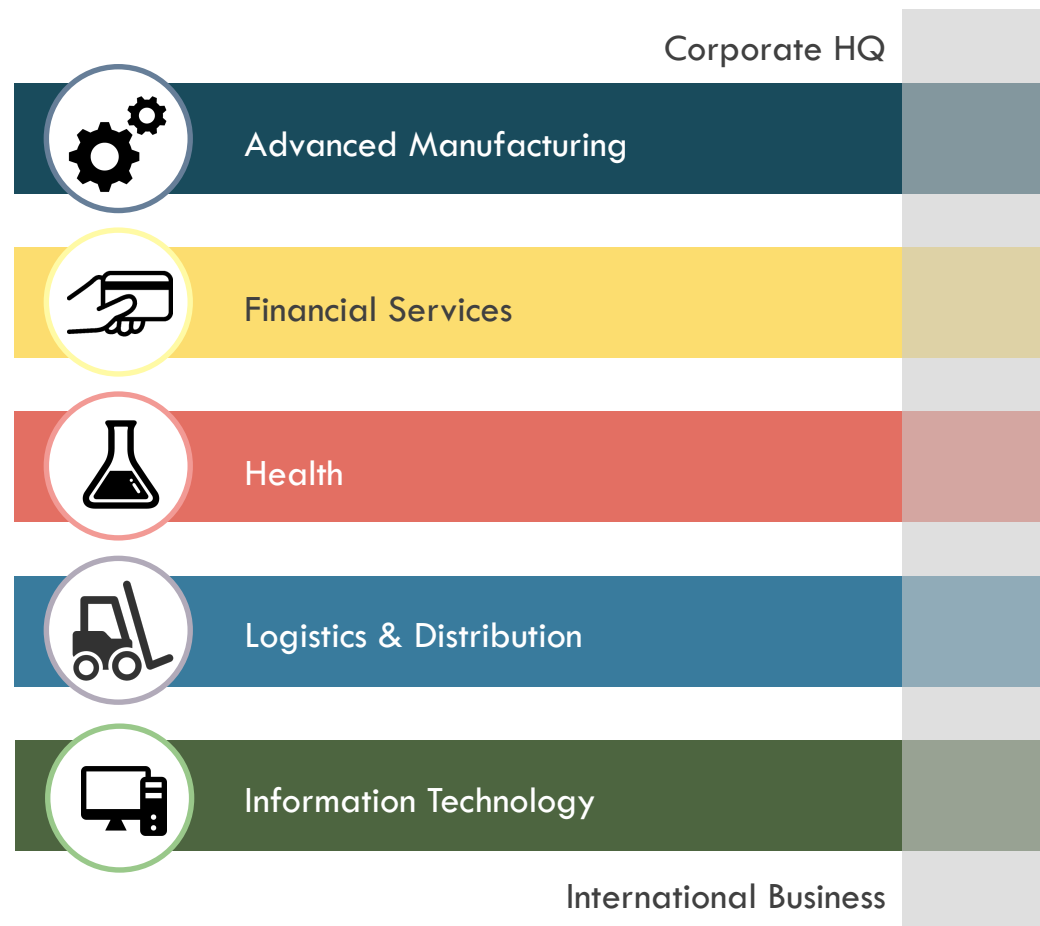 Corporate HQ
Advanced Manufacturing
Financial Services
Health
Logistics & Distribution
Information Technology
International Business